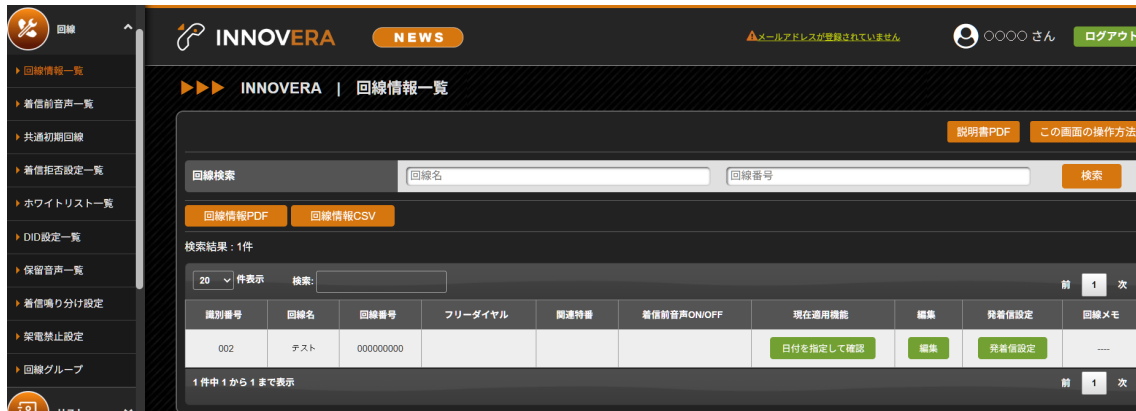 回線
回線情報一覧
着信前音声一覧
共通初期回線
着信拒否設定一覧
ホワイトリスト一覧
DID設定一覧
保留音声一覧
着信鳴り分け設定
架電禁止設定
回線グループ
INNOVERA NEWS メールアドレスが登録されていません ○○○○ さん ログアウト
INNOVERA | 回線情報一覧
説明書PDF この画面の操作方法
回線検索 回線名 回線番号 検索
回線情報PDF 回線情報CSV
検索結果 : 1件
20 件表示 検索: 前 1 次
識別番号 回線名 回線番号 フリーダイヤル 関連特番 着信前音声ON/OFF 現在適用機能 編集 発着信設定 回線メモ
002 テスト 000000000 日付を指定して確認 編集 発着信設定 ----
1 件中 1 から 1 まで表示 前 1 次